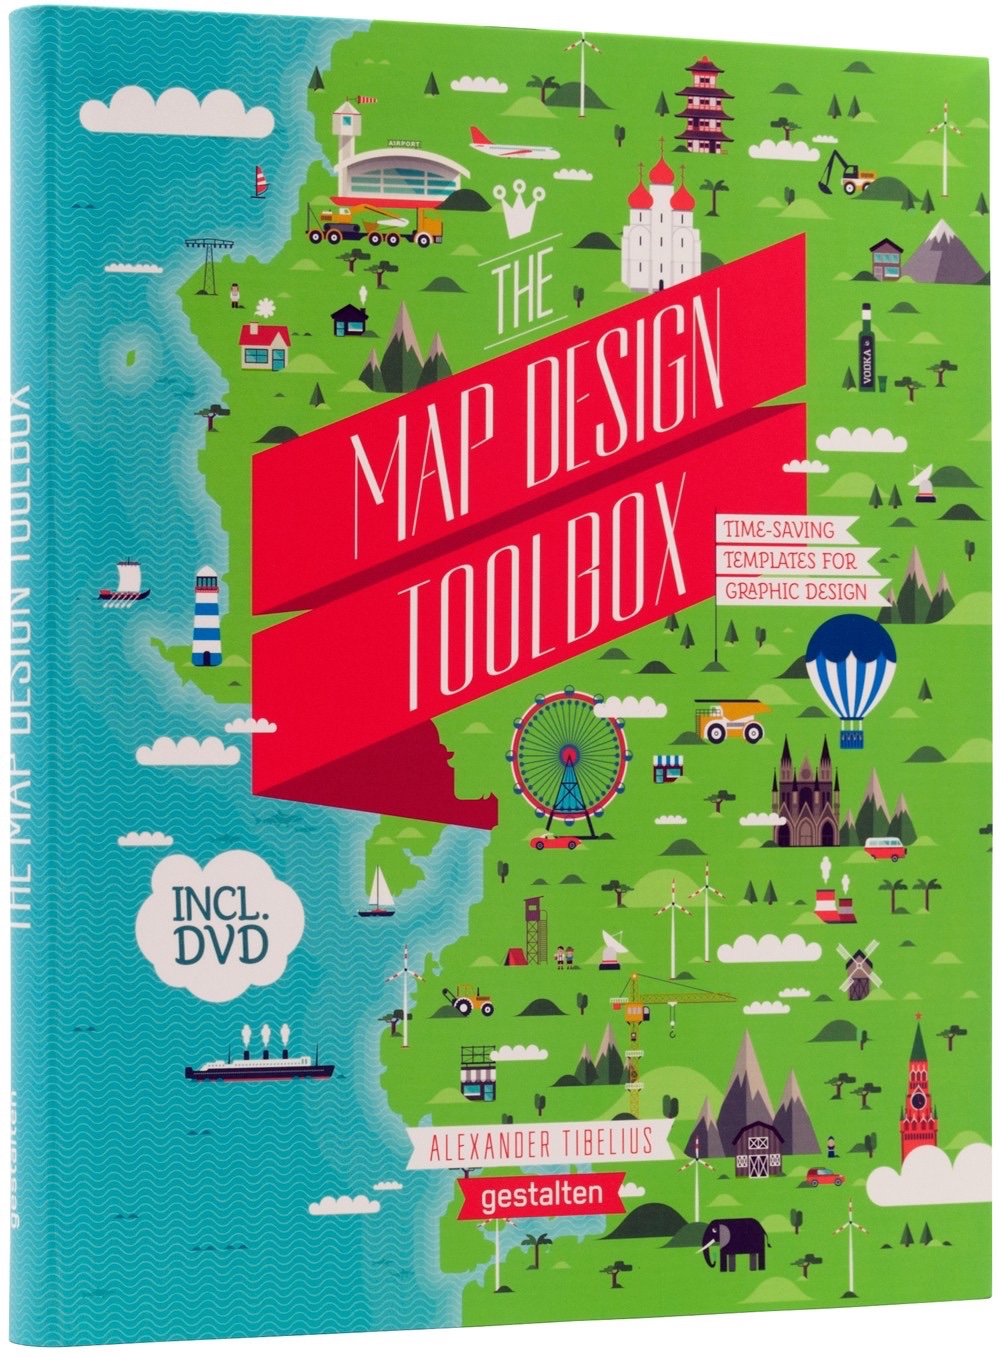 THE MAP DESIGN TOOLBOX
gestalten
AIRPORT
THE
MAP DESIGN
TOOLBOX
VODKA
TIME-SAVING
TEMPLATES FOR
GRAPHIC DESIGN
INCL.
DVD
ALEXANDER TIBELIUS
gestalten